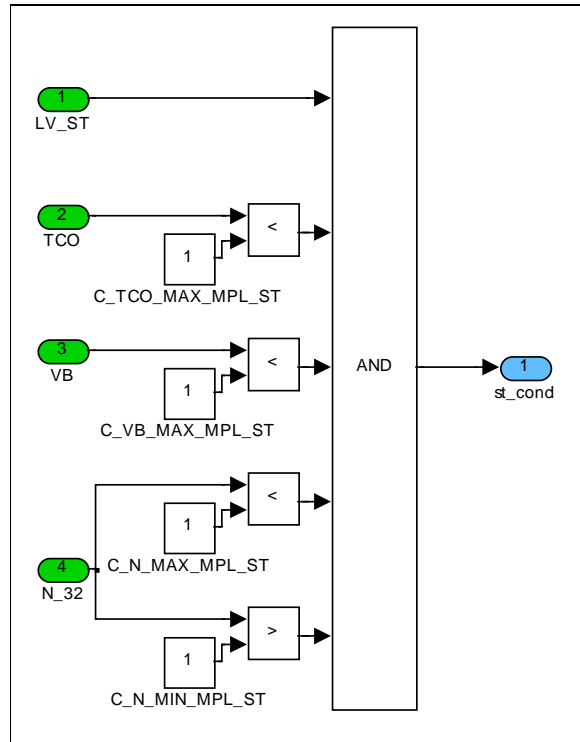 1
LV_ST
2
TCO
<
1
C_TCO_MAX_MPL_ST
3
VB
<
1
C_VB_MAX_MPL_ST
AND
1
st_cond
<
1
C_N_MAX_MPL_ST
4
N_32
>
1
C_N_MIN_MPL_ST